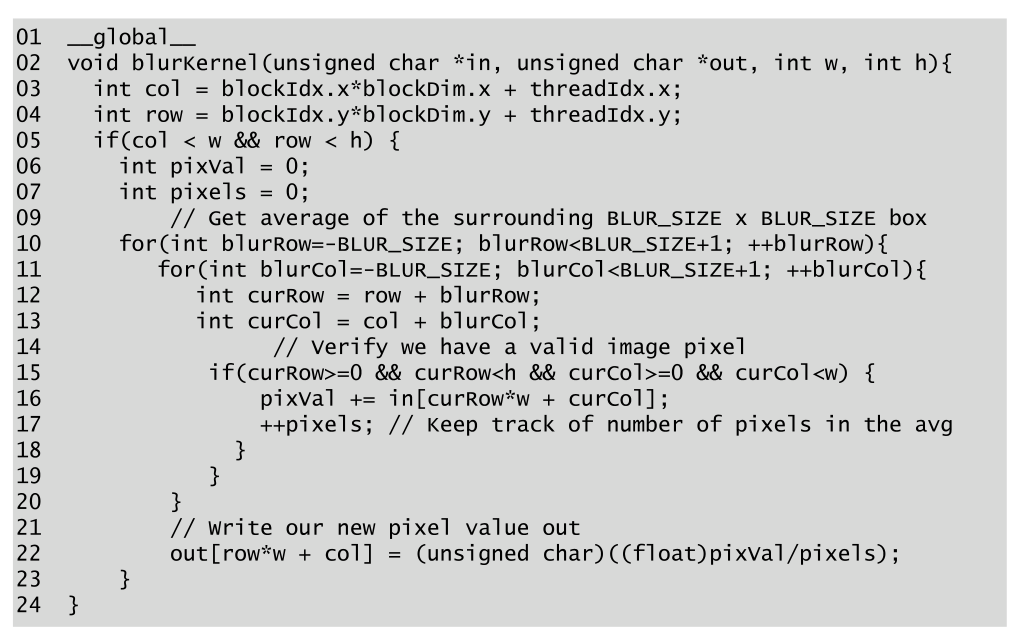 01  __global__
02  void blurKernel(unsigned char *in, unsigned char *out, int w, int h){
03    int col = blockIdx.x*blockDim.x + threadIdx.x;
04    int row = blockIdx.y*blockDim.y + threadIdx.y;
05    if(col < w && row < h) {
06      int pixVal = 0;
07      int pixels = 0;
09          // Get average of the surrounding BLUR_SIZE x BLUR_SIZE box
10      for(int blurRow=-BLUR_SIZE; blurRow<BLUR_SIZE+1; ++blurRow){
11         for(int blurCol=-BLUR_SIZE; blurCol<BLUR_SIZE+1; ++blurCol){
12            int curRow = row + blurRow;
13            int curCol = col + blurCol;
14                  // Verify we have a valid image pixel
15             if(curRow>=0 && curRow<h && curCol>=0 && curCol<w) {
16                 pixVal += in[curRow*w + curCol];
17                 ++pixels; // Keep track of number of pixels in the avg
18               }
19             }
20          }
21          // Write our new pixel value out
22          out[row*w + col] = (unsigned char)((float)pixVal/pixels);
23      }
24  }